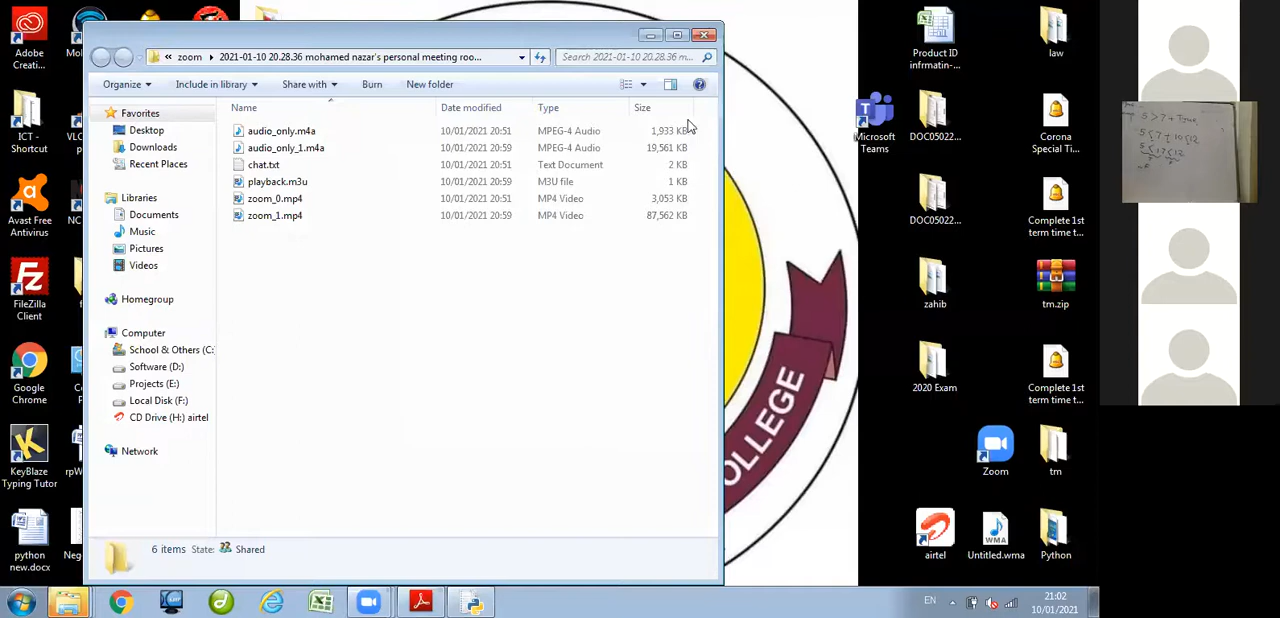 Adobe
Creati...
ICT -
Shortcut
Avast Free
Antivirus
FileZilla
Client
Google
Chrome
KeyBlaze
Typing Tutor
python
new.docx
« zoom ▸ 2021-01-10 20.28.36 mohamed nazar's personal meeting roo...
Search 2021-01-10 20.28.36 m...
Organize
Include in library
Share with
Burn
New folder
Favorites
Desktop
Downloads
Recent Places
Libraries
Documents
Music
Pictures
Videos
Homegroup
Computer
School & Others (C:
Software (D:)
Projects (E:)
Local Disk (F:)
CD Drive (H:) airtel
Network
Name Date modified Type Size
audio_only.m4a 10/01/2021 20:51 MPEG-4 Audio 1,933 KB
audio_only_1.m4a 10/01/2021 20:59 MPEG-4 Audio 19,561 KB
chat.txt 10/01/2021 20:51 Text Document 2 KB
playback.m3u 10/01/2021 20:59 M3U file 1 KB
zoom_0.mp4 10/01/2021 20:51 MP4 Video 3,053 KB
zoom_1.mp4 10/01/2021 20:59 MP4 Video 87,562 KB
6 items State: Shared
OLLEGE
Product ID
infrmatin-...
law
Microsoft
Teams
DOC05022...
Corona
Special Ti...
DOC05022...
Complete 1st
term time t...
zahib
tm.zip
2020 Exam
Complete 1st
term time t...
Zoom
tm
airtel
WMA
Untitled.wma
Python
EN
21:02
10/01/2021